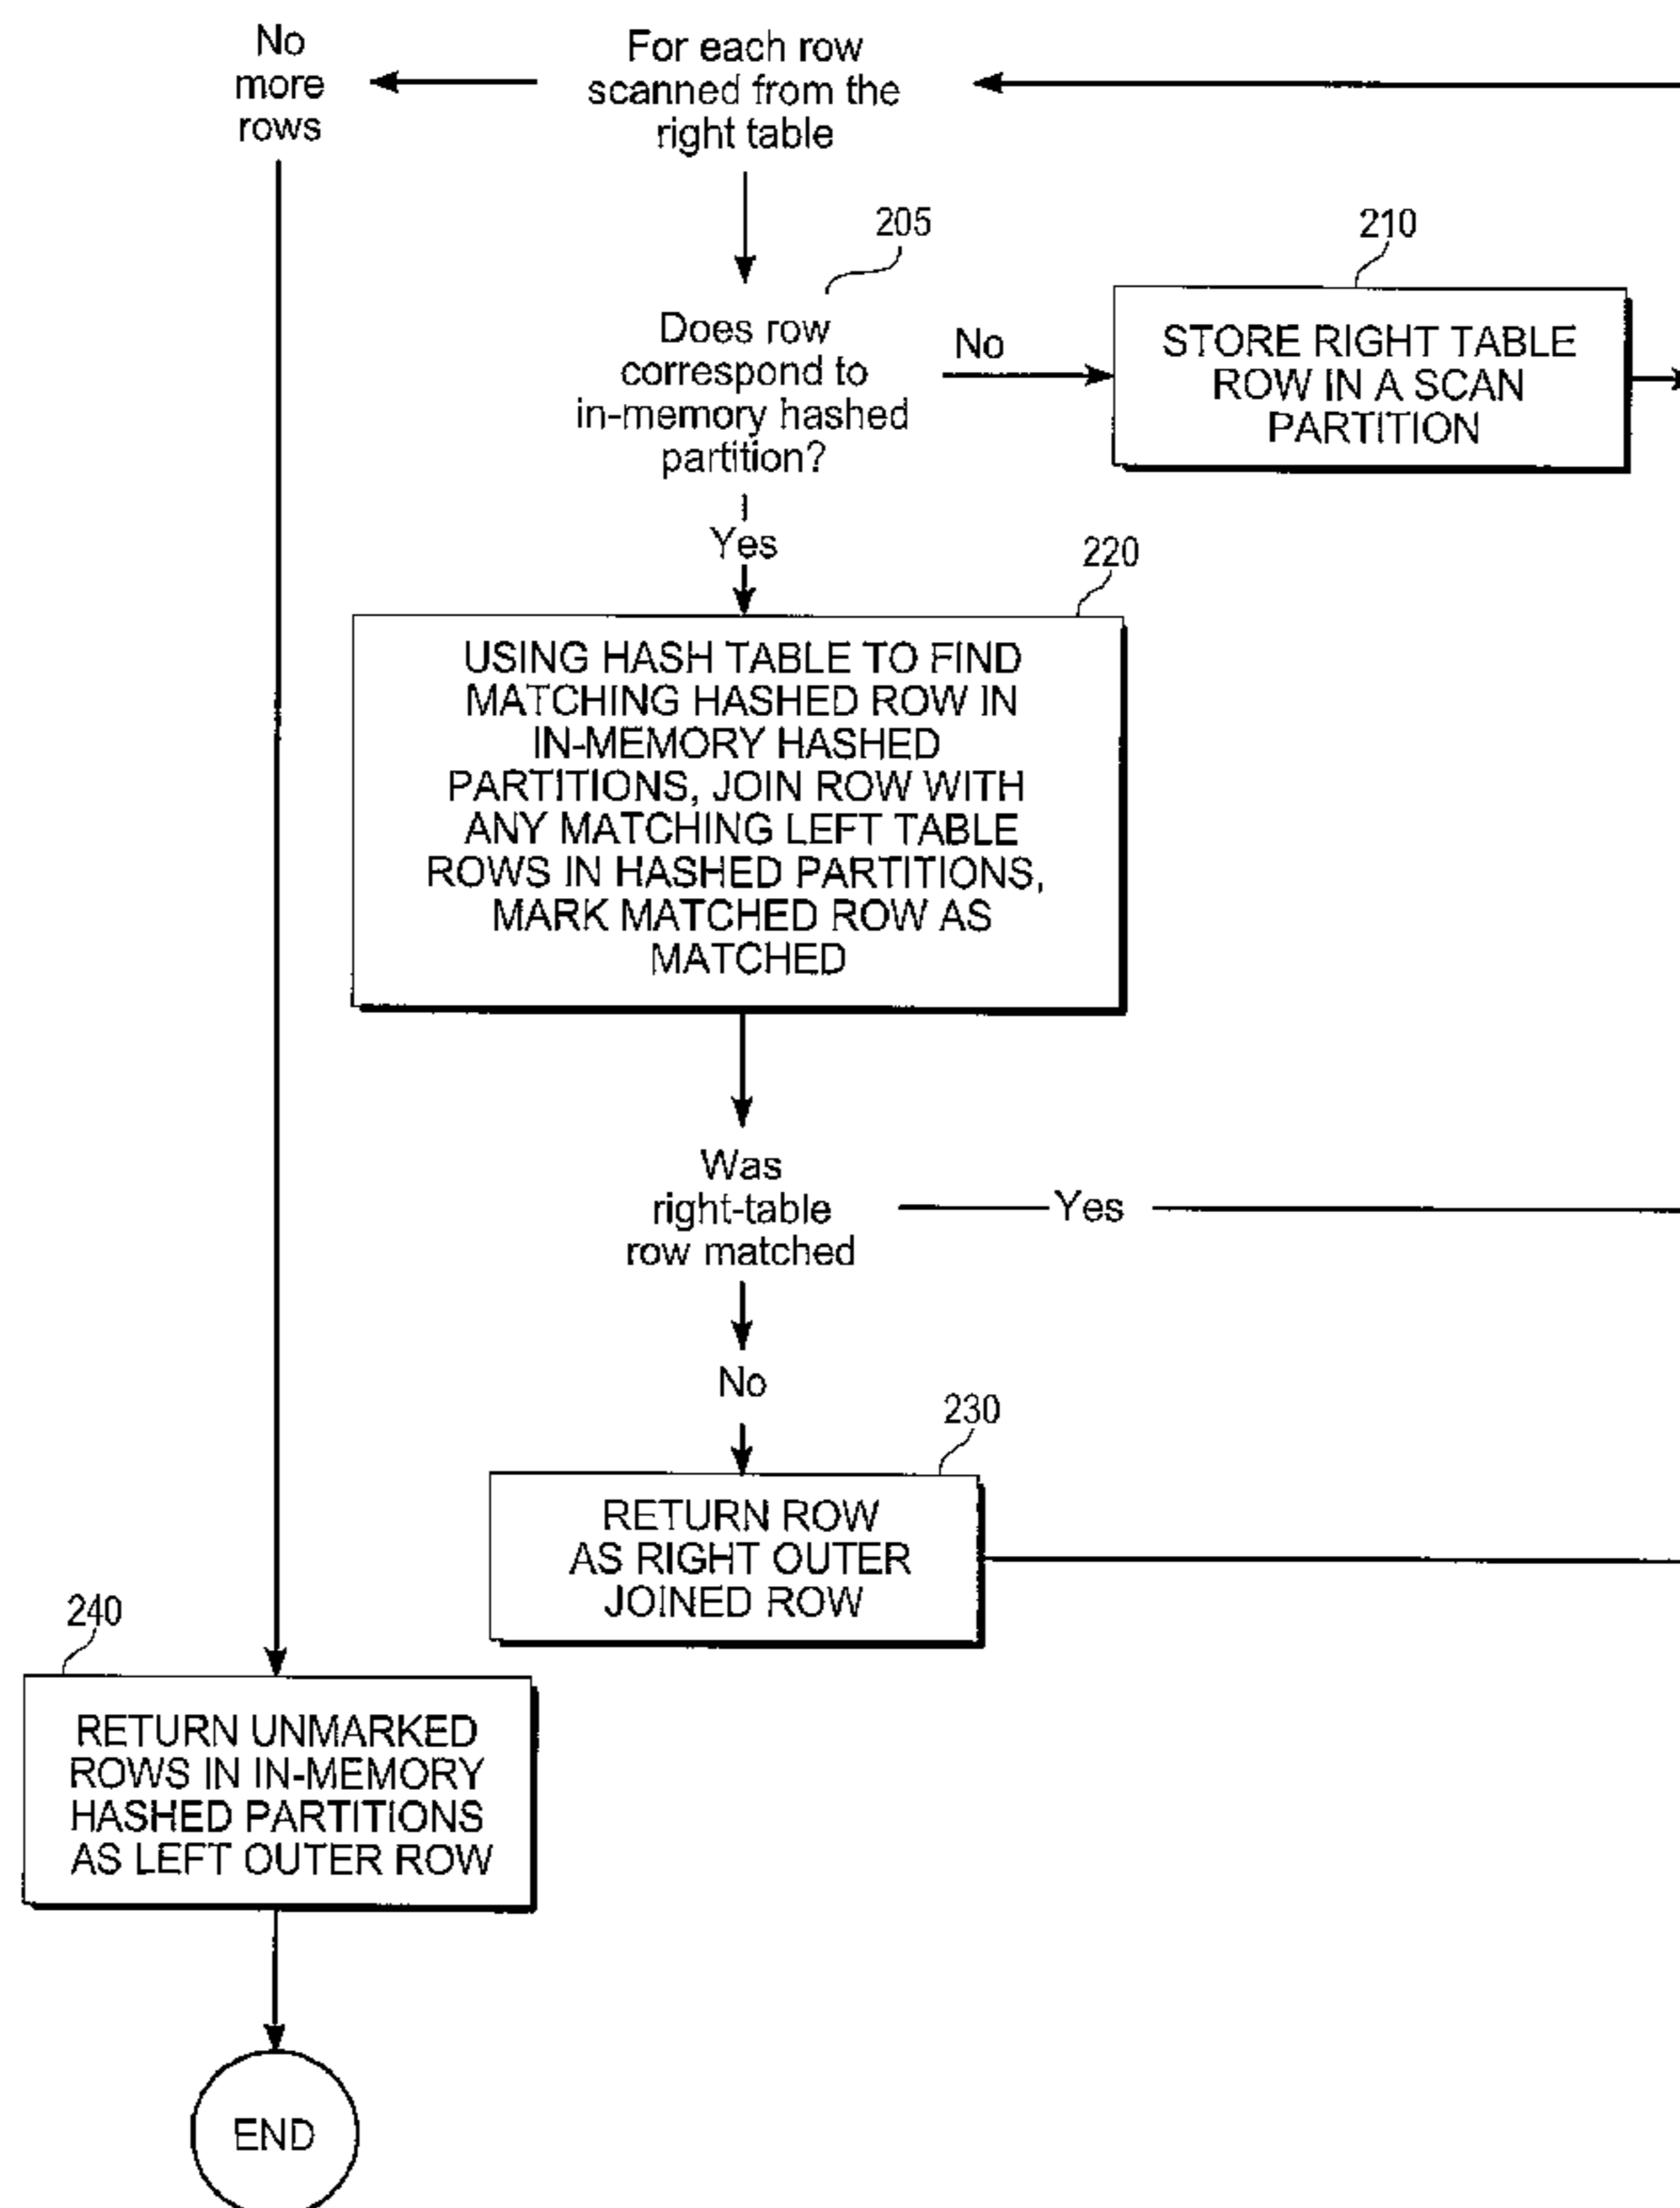 No
more
rows
For each row
scanned from the
right table
205
210
Does row
correspond to
in-memory hashed
partition?
No
STORE RIGHT TABLE
ROW IN A SCAN
PARTITION
Yes
220
USING HASH TABLE TO FIND
MATCHING HASHED ROW IN
IN-MEMORY HASHED
PARTITIONS, JOIN ROW WITH
ANY MATCHING LEFT TABLE
ROWS IN HASHED PARTITIONS,
MARK MATCHED ROW AS
MATCHED
Was
right-table
row matched
Yes
No
230
RETURN ROW
AS RIGHT OUTER
JOINED ROW
240
RETURN UNMARKED
ROWS IN IN-MEMORY
HASHED PARTITIONS
AS LEFT OUTER ROW
END